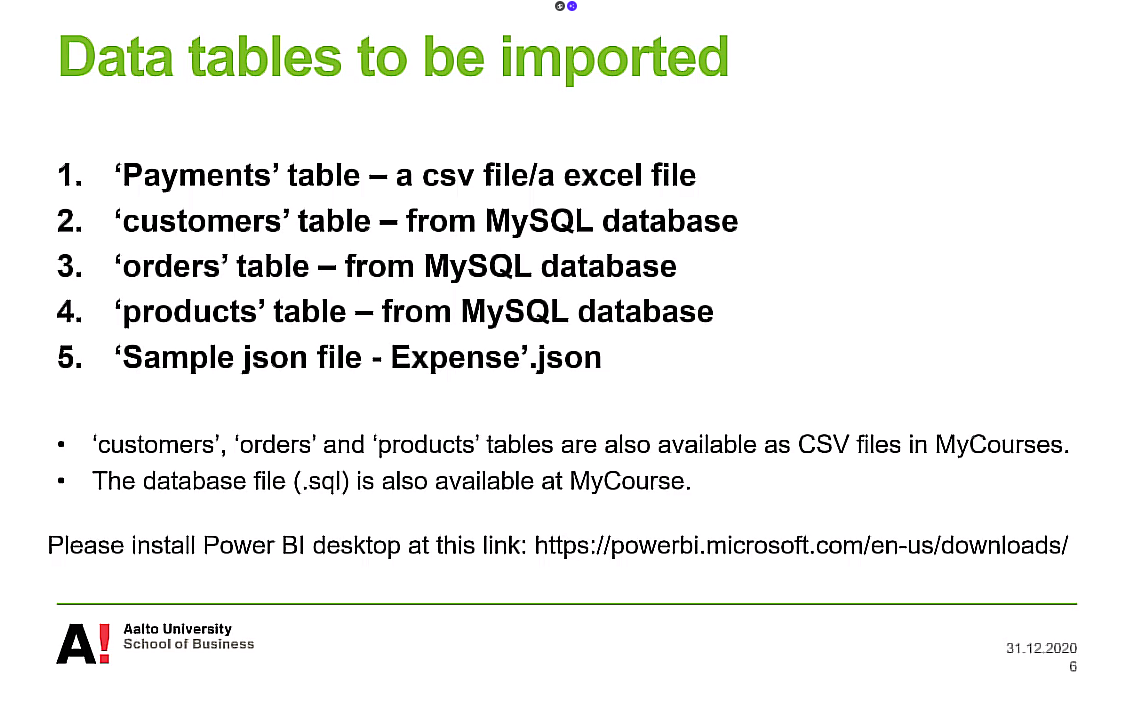 Data tables to be imported
1. ‘Payments’ table – a csv file/a excel file
2. ‘customers’ table – from MySQL database
3. ‘orders’ table – from MySQL database
4. ‘products’ table – from MySQL database
5. ‘Sample json file - Expense’.json
• ‘customers’, ‘orders’ and ‘products’ tables are also available as CSV files in MyCourses.
• The database file (.sql) is also available at MyCourse.
Please install Power BI desktop at this link: https://powerbi.microsoft.com/en-us/downloads/
A!
Aalto University
School of Business
31.12.2020
6